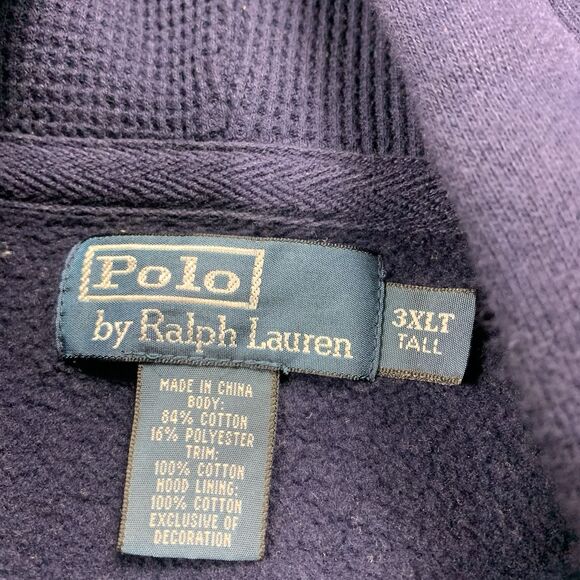 Polo
by Ralph Lauren
3XLT
TALL
MADE IN CHINA
BODY:
84% COTTON
16% POLYESTER
TRIM:
100% COTTON
HOOD LINING:
100% COTTON
EXCLUSIVE OF
DECORATION